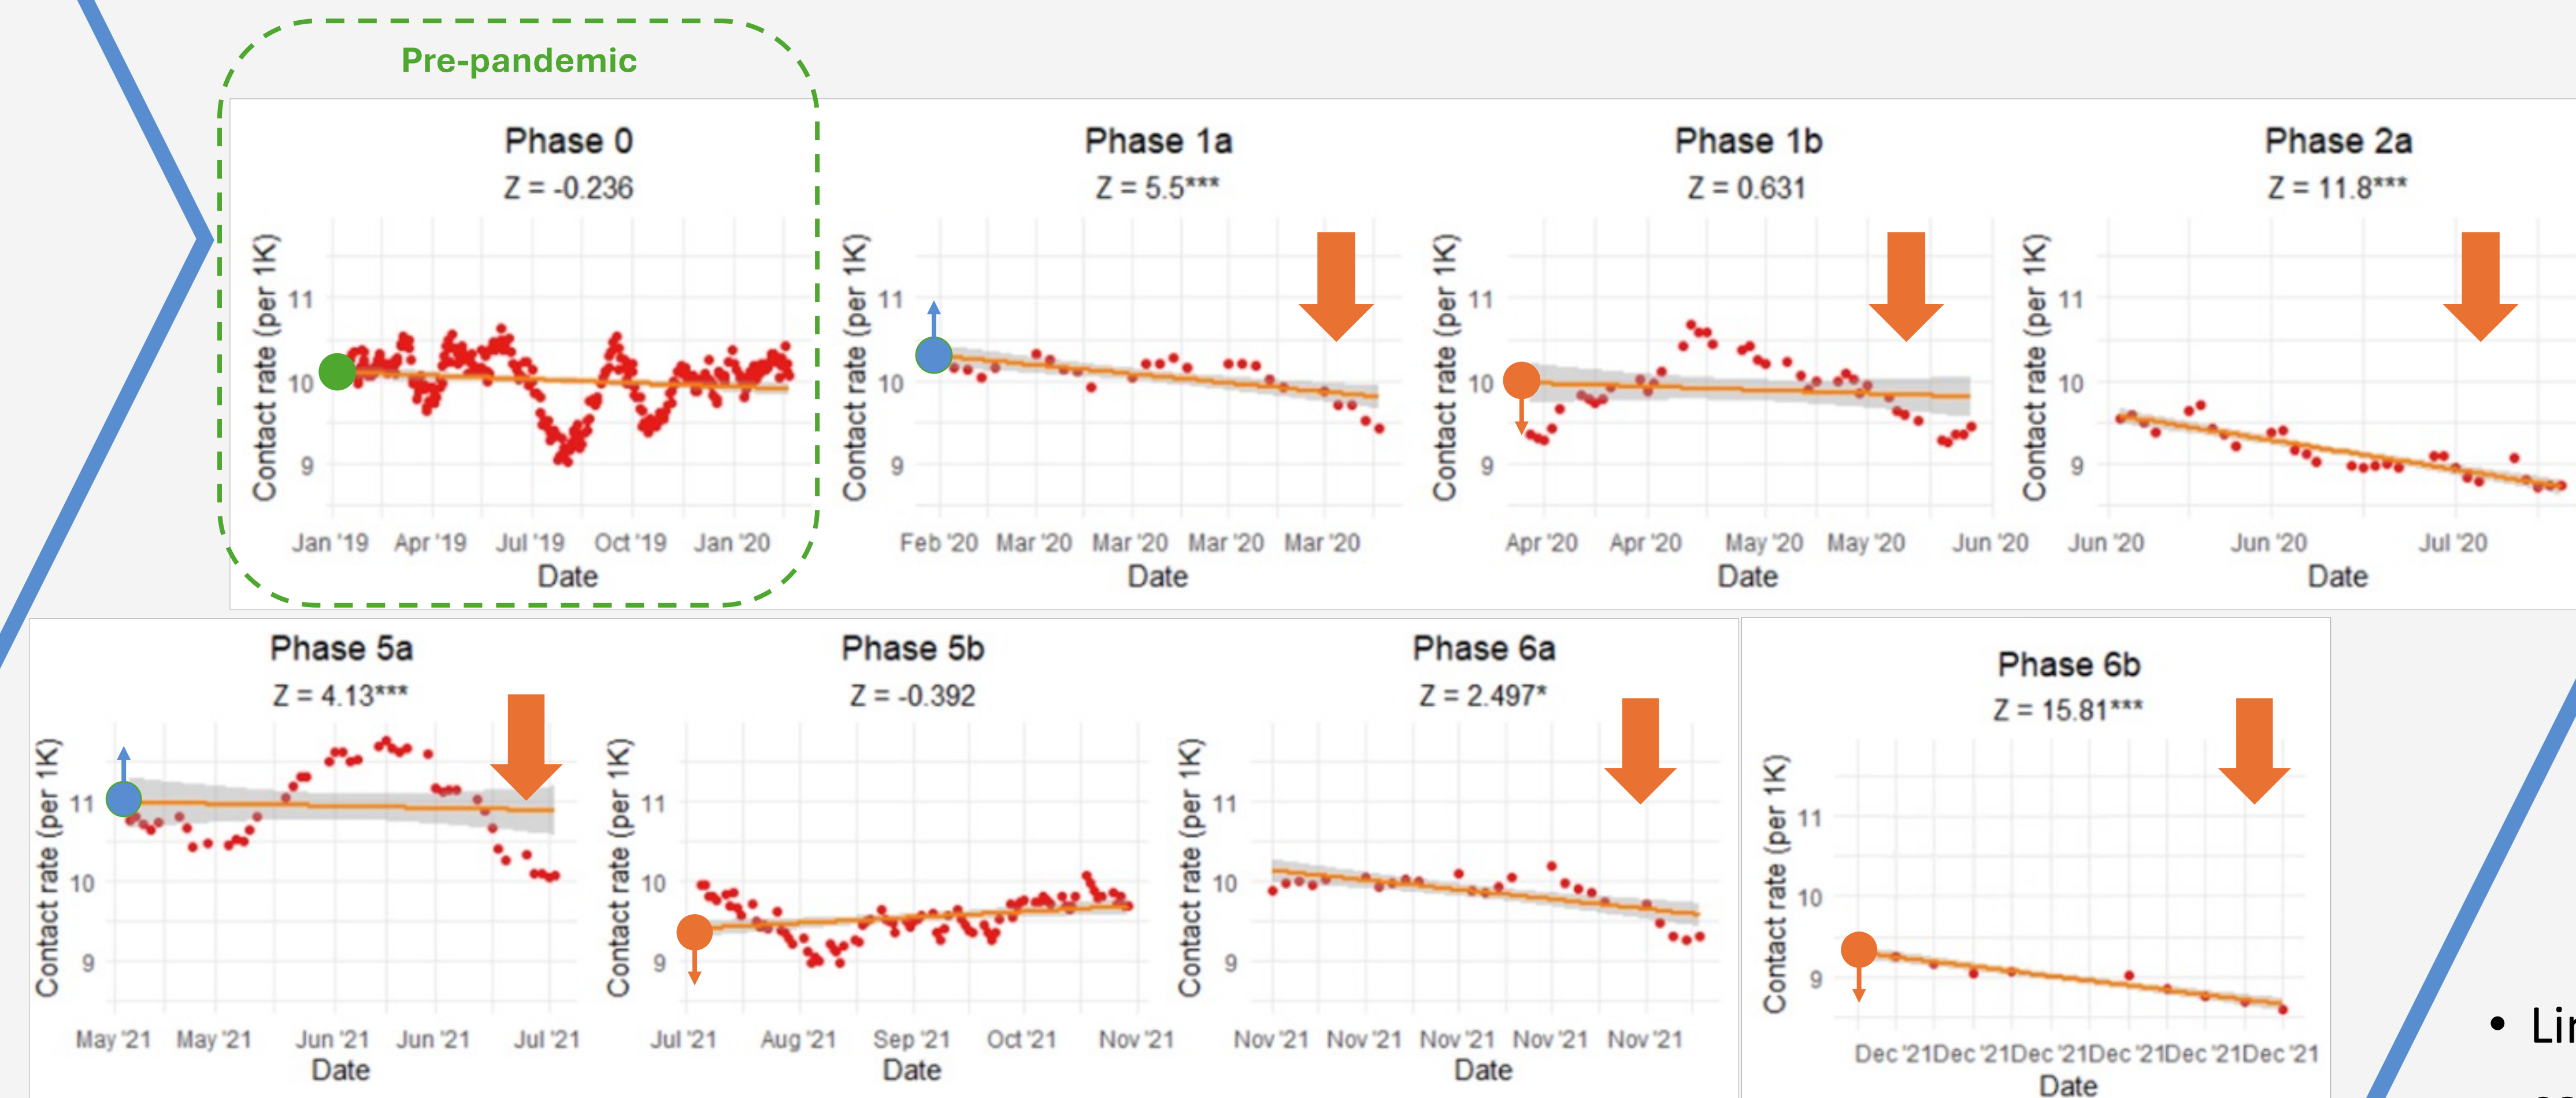 Pre-pandemic
Phase 0
Z = -0.236
Contact rate (per 1K)
11
10
9
Jan '19 Apr '19 Jul '19 Oct '19 Jan '20
Date
Phase 1a
Z = 5.5***
Contact rate (per 1K)
11
10
9
Feb '20 Mar '20 Mar '20 Mar '20 Mar '20
Date
Phase 1b
Z = 0.631
Contact rate (per 1K)
11
10
9
Apr '20 Apr '20 May '20 May '20 Jun '20
Date
Phase 2a
Z = 11.8***
Contact rate (per 1K)
11
10
9
Jun '20 Jun '20 Jul '20
Date
Phase 5a
Z = 4.13***
Contact rate (per 1K)
11
10
9
May '21 May '21 Jun '21 Jun '21 Jul '21
Date
Phase 5b
Z = -0.392
Contact rate (per 1K)
11
10
9
Jul '21 Aug '21 Sep '21 Oct '21 Nov '21
Date
Phase 6a
Z = 2.497*
Contact rate (per 1K)
11
10
9
Nov '21 Nov '21 Nov '21 Nov '21 Nov '21
Date
Phase 6b
Z = 15.81***
Contact rate (per 1K)
11
10
9
Dec '21 Dec '21 Dec '21 Dec '21 Dec '21 Dec '21
Date